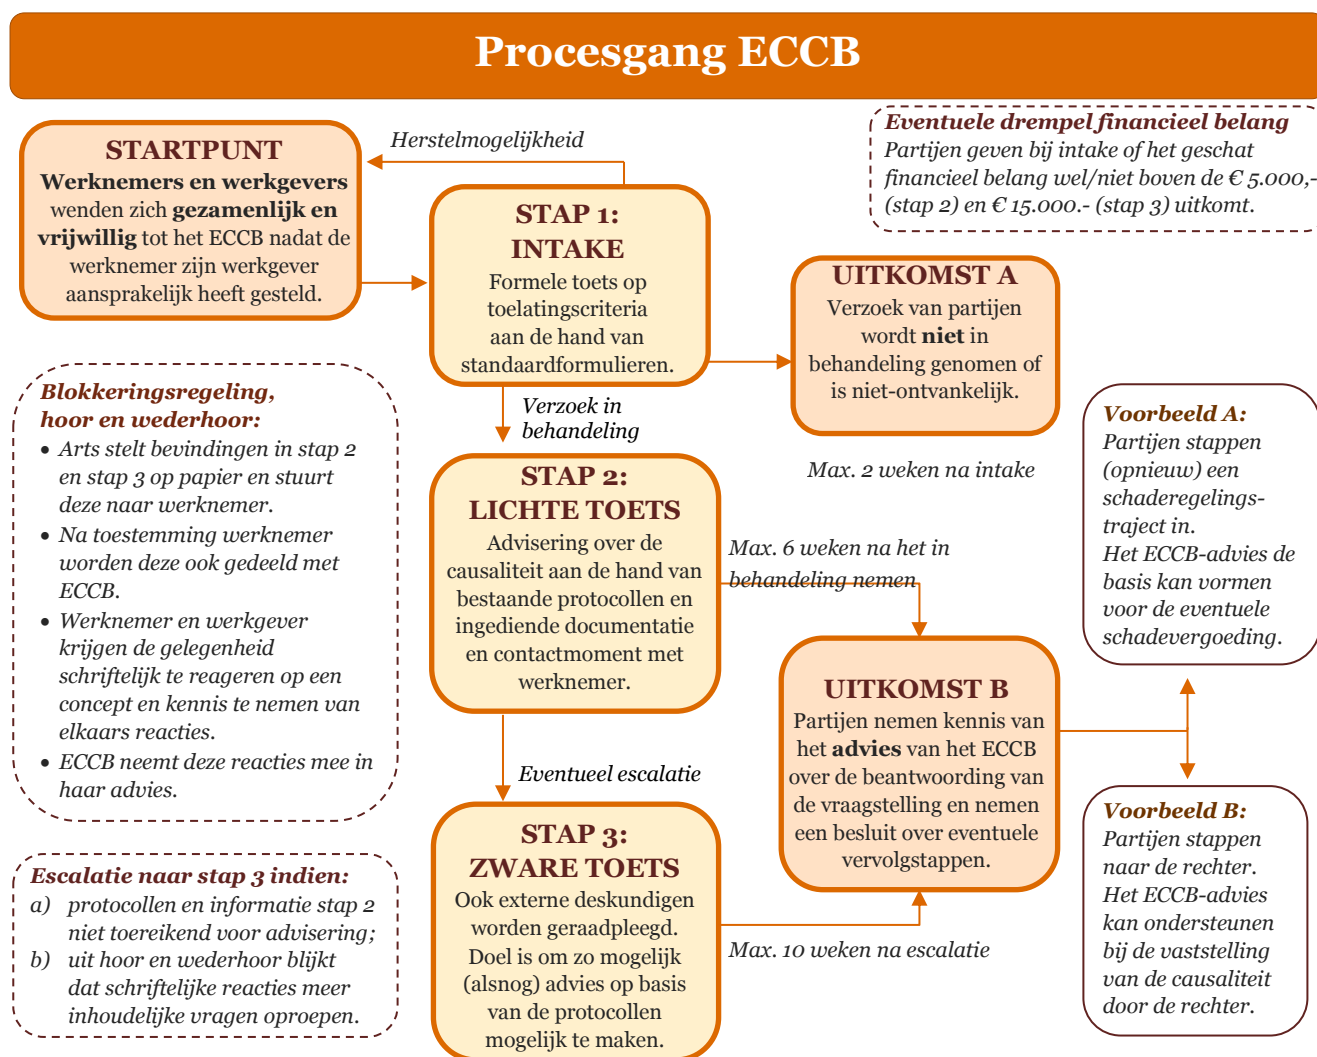 Procesgang ECCB
STARTPUNT
Werknemers en werkgevers
wenden zich gezamenlijk en
vrijwillig tot het ECCB nadat de
werknemer zijn werkgever
aansprakelijk heeft gesteld.
Herstelmogelijkheid
STAP 1:
INTAKE
Formele toets op
toelatingscriteria
aan de hand van
standaardformulieren.
Eventuele drempel financieel belang
Partijen geven bij intake of het geschat
financieel belang wel/niet boven de € 5.000,-
(stap 2) en € 15.000.- (stap 3) uitkomt.
UITKOMST A
Verzoek van partijen
wordt niet in
behandeling genomen of
is niet-ontvankelijk.
Max. 2 weken na intake
Verzoek in
behandeling
Blokkeringsregeling,
hoor en wederhoor:
• Arts stelt bevindingen in stap 2
en stap 3 op papier en stuurt
deze naar werknemer.
• Na toestemming werknemer
worden deze ook gedeeld met
ECCB.
• Werknemer en werkgever
krijgen de gelegenheid
schriftelijk te reageren op een
concept en kennis te nemen van
elkaars reacties.
• ECCB neemt deze reacties mee in
haar advies.
STAP 2:
LICHTE TOETS
Advisering over de
causaliteit aan de hand van
bestaande protocollen en
ingediende documentatie
en contactmoment met
werknemer.
Max. 6 weken na het in
behandeling nemen
Eventueel escalatie
UITKOMST B
Partijen nemen kennis van
het advies van het ECCB
over de beantwoording van
de vraagstelling en nemen
een besluit over eventuele
vervolgstappen.
Voorbeeld A:
Partijen stappen
(opnieuw) een
schaderegelings-
traject in.
Het ECCB-advies de
basis kan vormen
voor de eventuele
schadevergoeding.
Escalatie naar stap 3 indien:
a) protocollen en informatie stap 2
niet toereikend voor advisering;
b) uit hoor en wederhoor blijkt
dat schriftelijke reacties meer
inhoudelijke vragen oproepen.
STAP 3:
ZWARE TOETS
Ook externe deskundigen
worden geraadpleegd.
Doel is om zo mogelijk
(alsnog) advies op basis
van de protocollen
mogelijk te maken.
Max. 10 weken na escalatie
Voorbeeld B:
Partijen stappen
naar de rechter.
Het ECCB-advies
kan ondersteunen
bij de vaststelling
van de causaliteit
door de rechter.